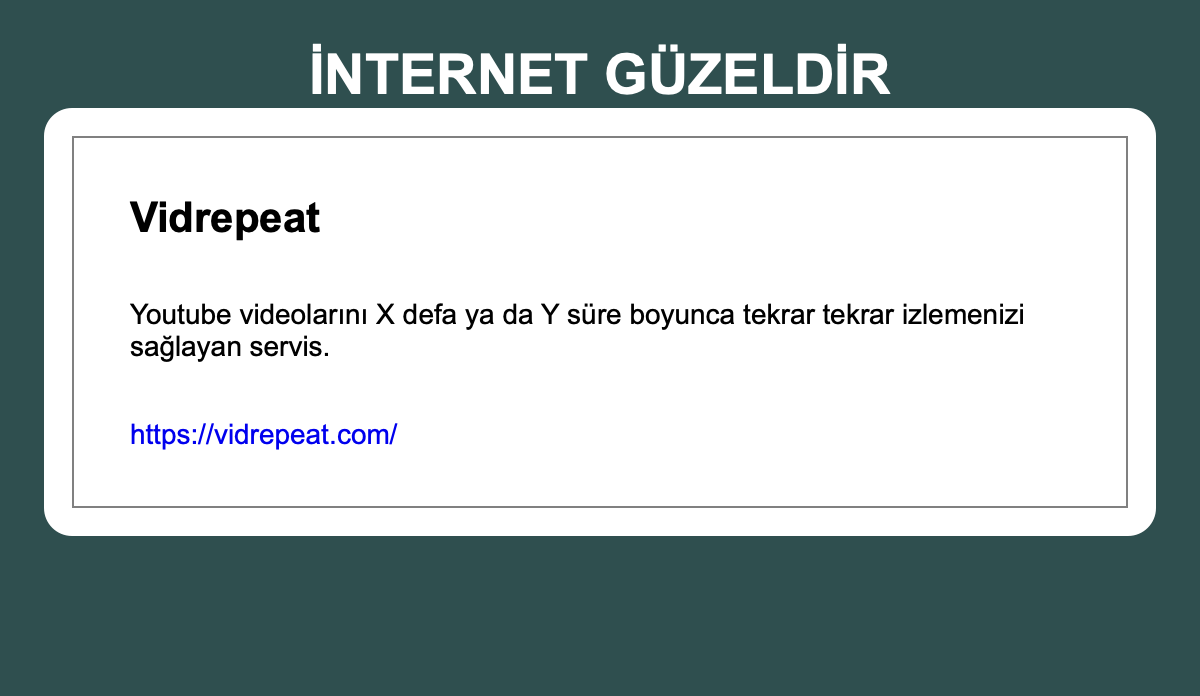 İNTERNET GÜZELDİR
Vidrepeat
Youtube videolarını X defa ya da Y süre boyunca tekrar tekrar izlemenizi
sağlayan servis.
https://vidrepeat.com/